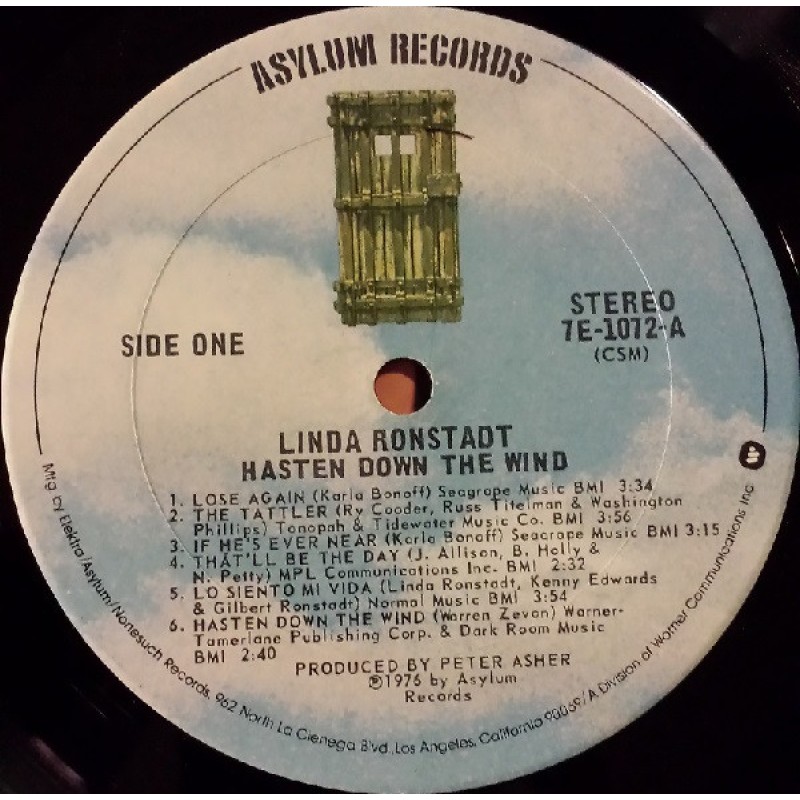 ASYLUM RECORDS
STEREO
7E-1072-A
(CSM)
SIDE ONE
LINDA RONSTADT
HASTEN DOWN THE WIND
1. LOSE AGAIN (Karla Bonoff) Seagrape Music BMI 3:34
2. THE TATTLER (Ry Cooder, Russ Titelman & Washington
Phillips) Tonopah & Tidewater Music Co. BMI 3:56
3. IF HE'S EVER NEAR (Karla Bonoff) Seagrape Music BMI 3:15
4. THAT'LL BE THE DAY (J. Allison, B. Holly &
N. Petty) MPL Communications Inc. BMI 2:32
5. LO SIENTO MI VIDA (Linda Ronstadt, Kenny Edwards
& Gilbert Ronstadt) Normal Music BMI 3:54
6. HASTEN DOWN THE WIND (Warren Zevon) Warner-
Tamerlane Publishing Corp. & Dark Room Music
BMI 2:40
PRODUCED BY PETER ASHER
℗1976 by Asylum
Records
Mfg by Elektra/Asylum/Nonesuch Records, 962 North La Cienega Blvd., Los Angeles, California 90069/A Division of Warner Communications Inc